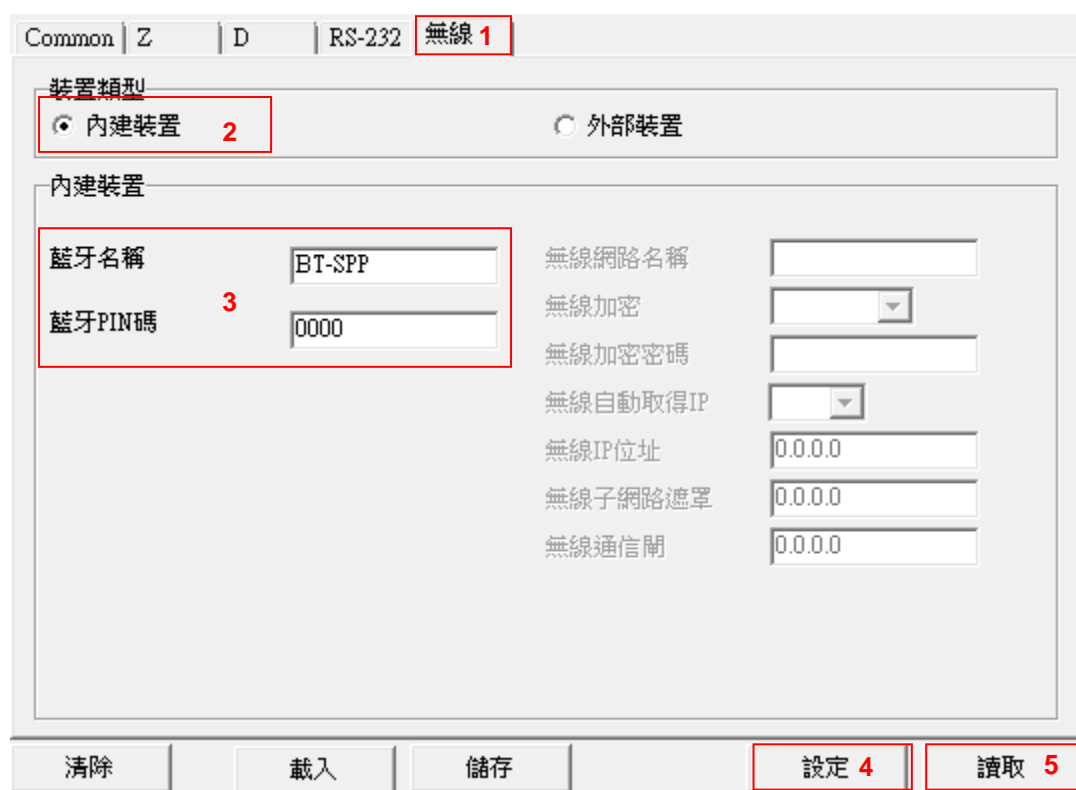 Common Z D RS-232 無線 1
裝置類型
內建裝置 2 外部裝置
內建裝置
藍牙名稱 BT-SPP
3
藍牙PIN碼 0000
無線網路名稱
無線加密
無線加密密碼
無線自動取得IP
無線IP位址 0.0.0.0
無線子網路遮罩 0.0.0.0
無線通信閘 0.0.0.0
清除 載入 儲存 設定 4 讀取 5